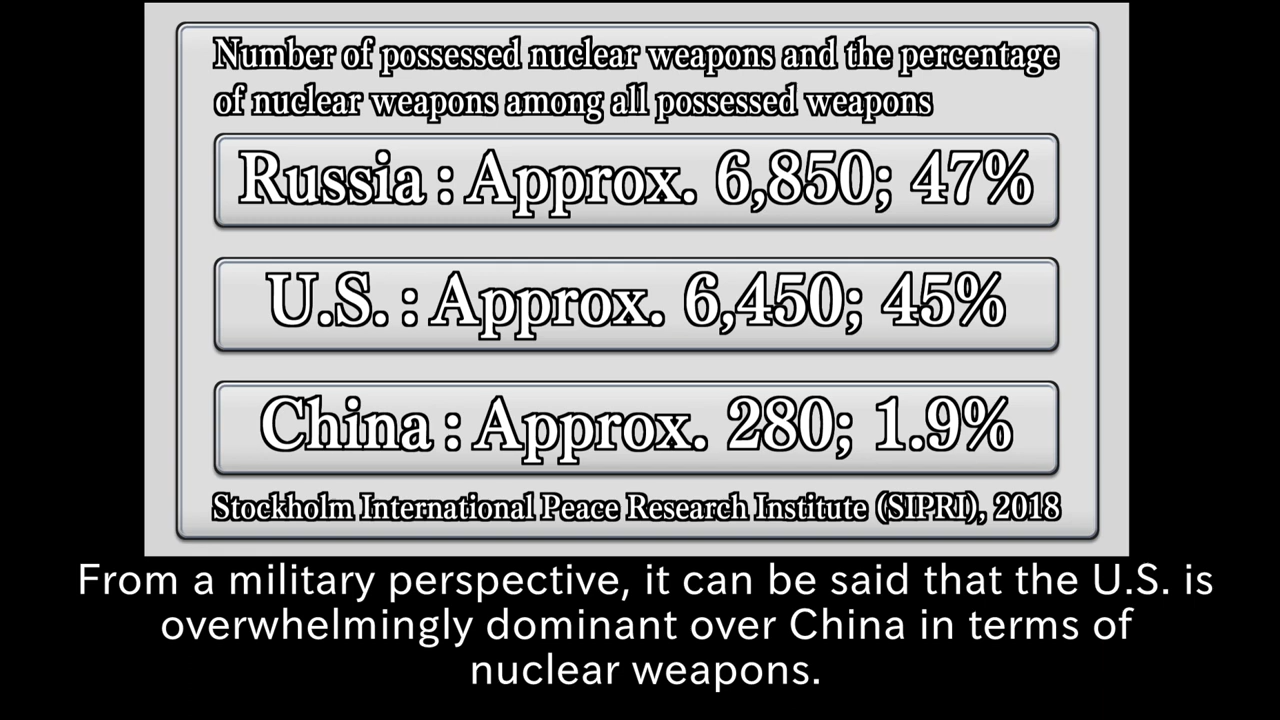 Number of possessed nuclear weapons and the percentage
of nuclear weapons among all possessed weapons
Russia : Approx. 6,850; 47%
U.S. : Approx. 6,450; 45%
China : Approx. 280; 1.9%
Stockholm International Peace Research Institute (SIPRI), 2018
From a military perspective, it can be said that the U.S. is
overwhelmingly dominant over China in terms of
nuclear weapons.